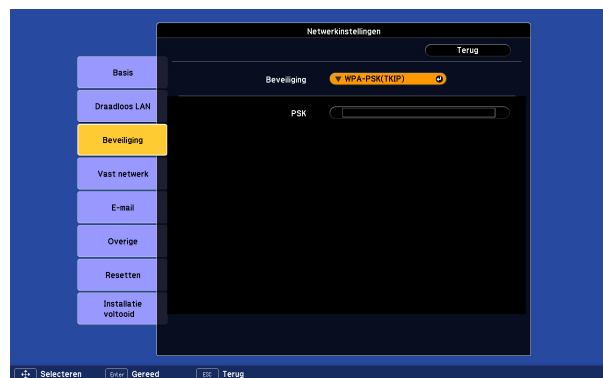 Netwerkinstellingen
Terug
Basis
Draadloos LAN
Beveiliging
Vast netwerk
E-mail
Overige
Resetten
Installatie
voltooid
Beveiliging WPA-PSK(TKIP)
PSK
Selecteren Enter Gereed ESC Terug